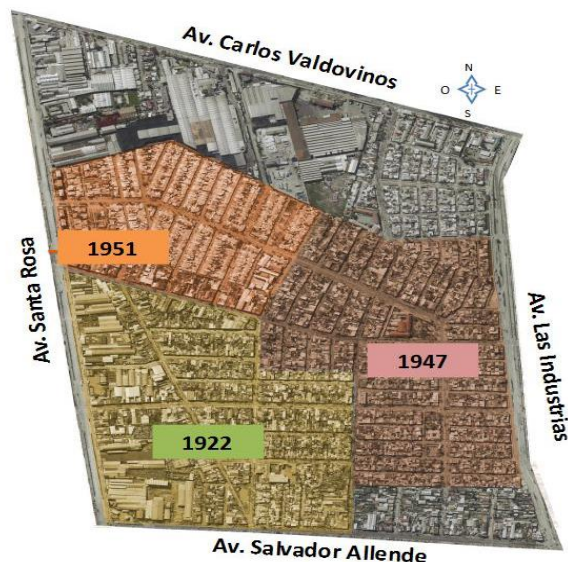 Av. Carlos Valdovinos
N
O E
S
1951
Av. Santa Rosa
1947
Av. Las Industrias
1922
Av. Salvador Allende